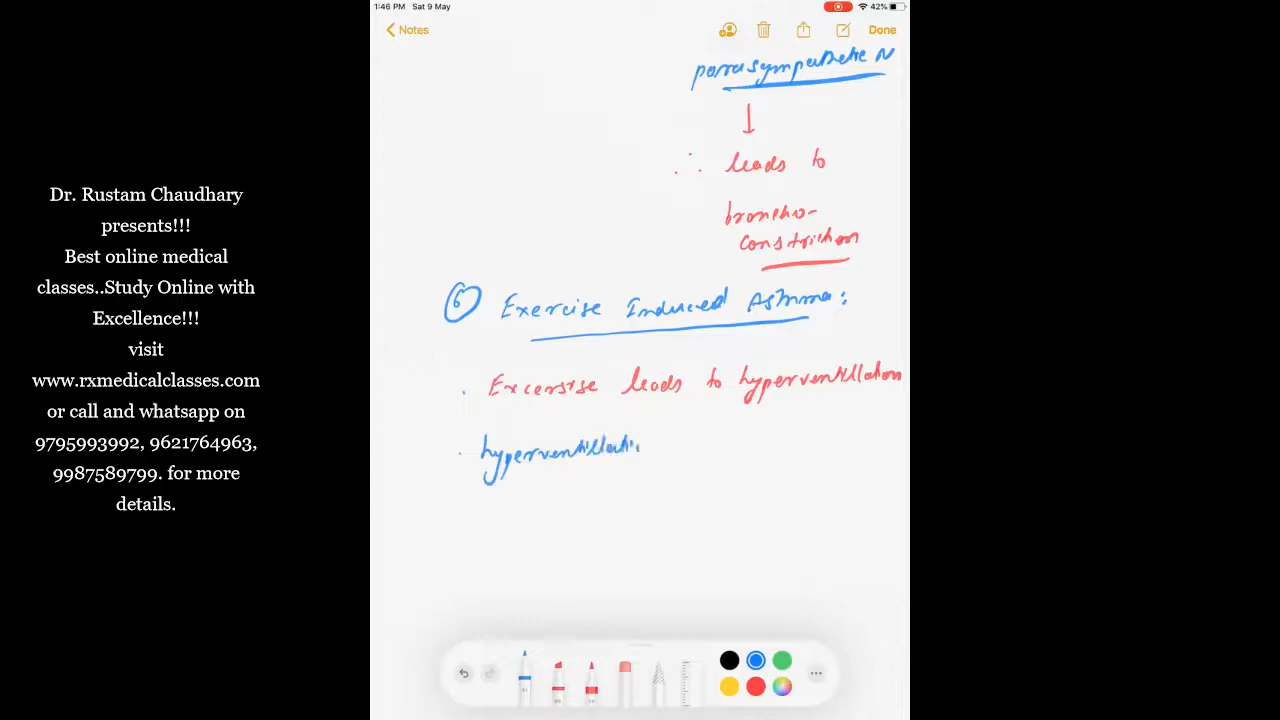 1:46 PM Sat 9 May
42%
Notes
Done
parasympathetic N
leads to
broncho-
constriction
6 Exercise Induced Asthma:
. Excersise leads to hyperventillation
. hyperventillati
Dr. Rustam Chaudhary
presents!!!
Best online medical
classes..Study Online with
Excellence!!!
visit
www.rxmedicalclasses.com
or call and whatsapp on
9795993992, 9621764963,
9987589799. for more
details.